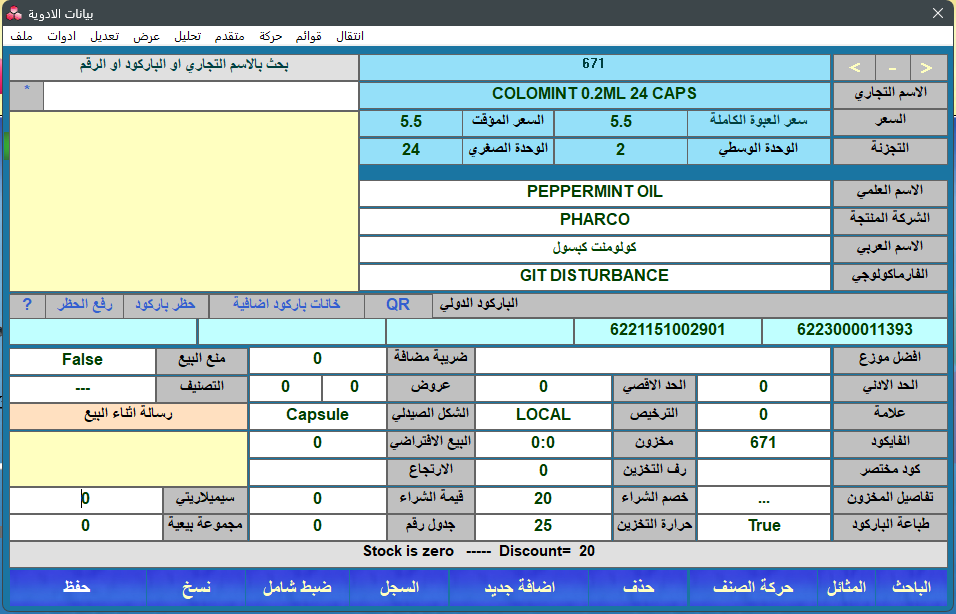 بيانات الادوية
ملف ادوات تعديل عرض تحليل متقدم حركة قوائم انتقال
بحث بالاسم التجاري او الباركود او الرقم
671
< - >
*
COLOMINT 0.2ML 24 CAPS
الاسم التجاري
5.5 السعر المؤقت 5.5 سعر العبوة الكاملة السعر
24 الوحدة الصغري 2 الوحدة الوسطي التجزئة
PEPPERMINT OIL الاسم العلمي
PHARCO الشركة المنتجة
كولومنت كبسول الاسم العربي
GIT DISTURBANCE الفارماكولوجي
? رفع الحظر حظر باركود خانات باركود اضافية QR الباركود الدولي
6221151002901 6223000011393
False منع البيع 0 ضريبة مضافة افضل موزع
--- التصنيف 0 0 عروض 0 الحد الاقصي 0 الحد الادني
رسالة اثناء البيع Capsule الشكل الصيدلي LOCAL الترخيص 0 علامة
0 البيع الافتراضي 0:0 مخزون 671 الفايكود
الارتجاع 0 رف التخزين كود مختصر
0 سيميلاريتي 0 قيمة الشراء 20 خصم الشراء ... تفاصيل المخزون
0 مجموعة بيعية 0 جدول رقم 25 حرارة التخزين True طباعة الباركود
Stock is zero ----- Discount= 20
حفظ نسخ ضبط شامل السجل اضافة جديد حذف حركة الصنف المثائل الباحث